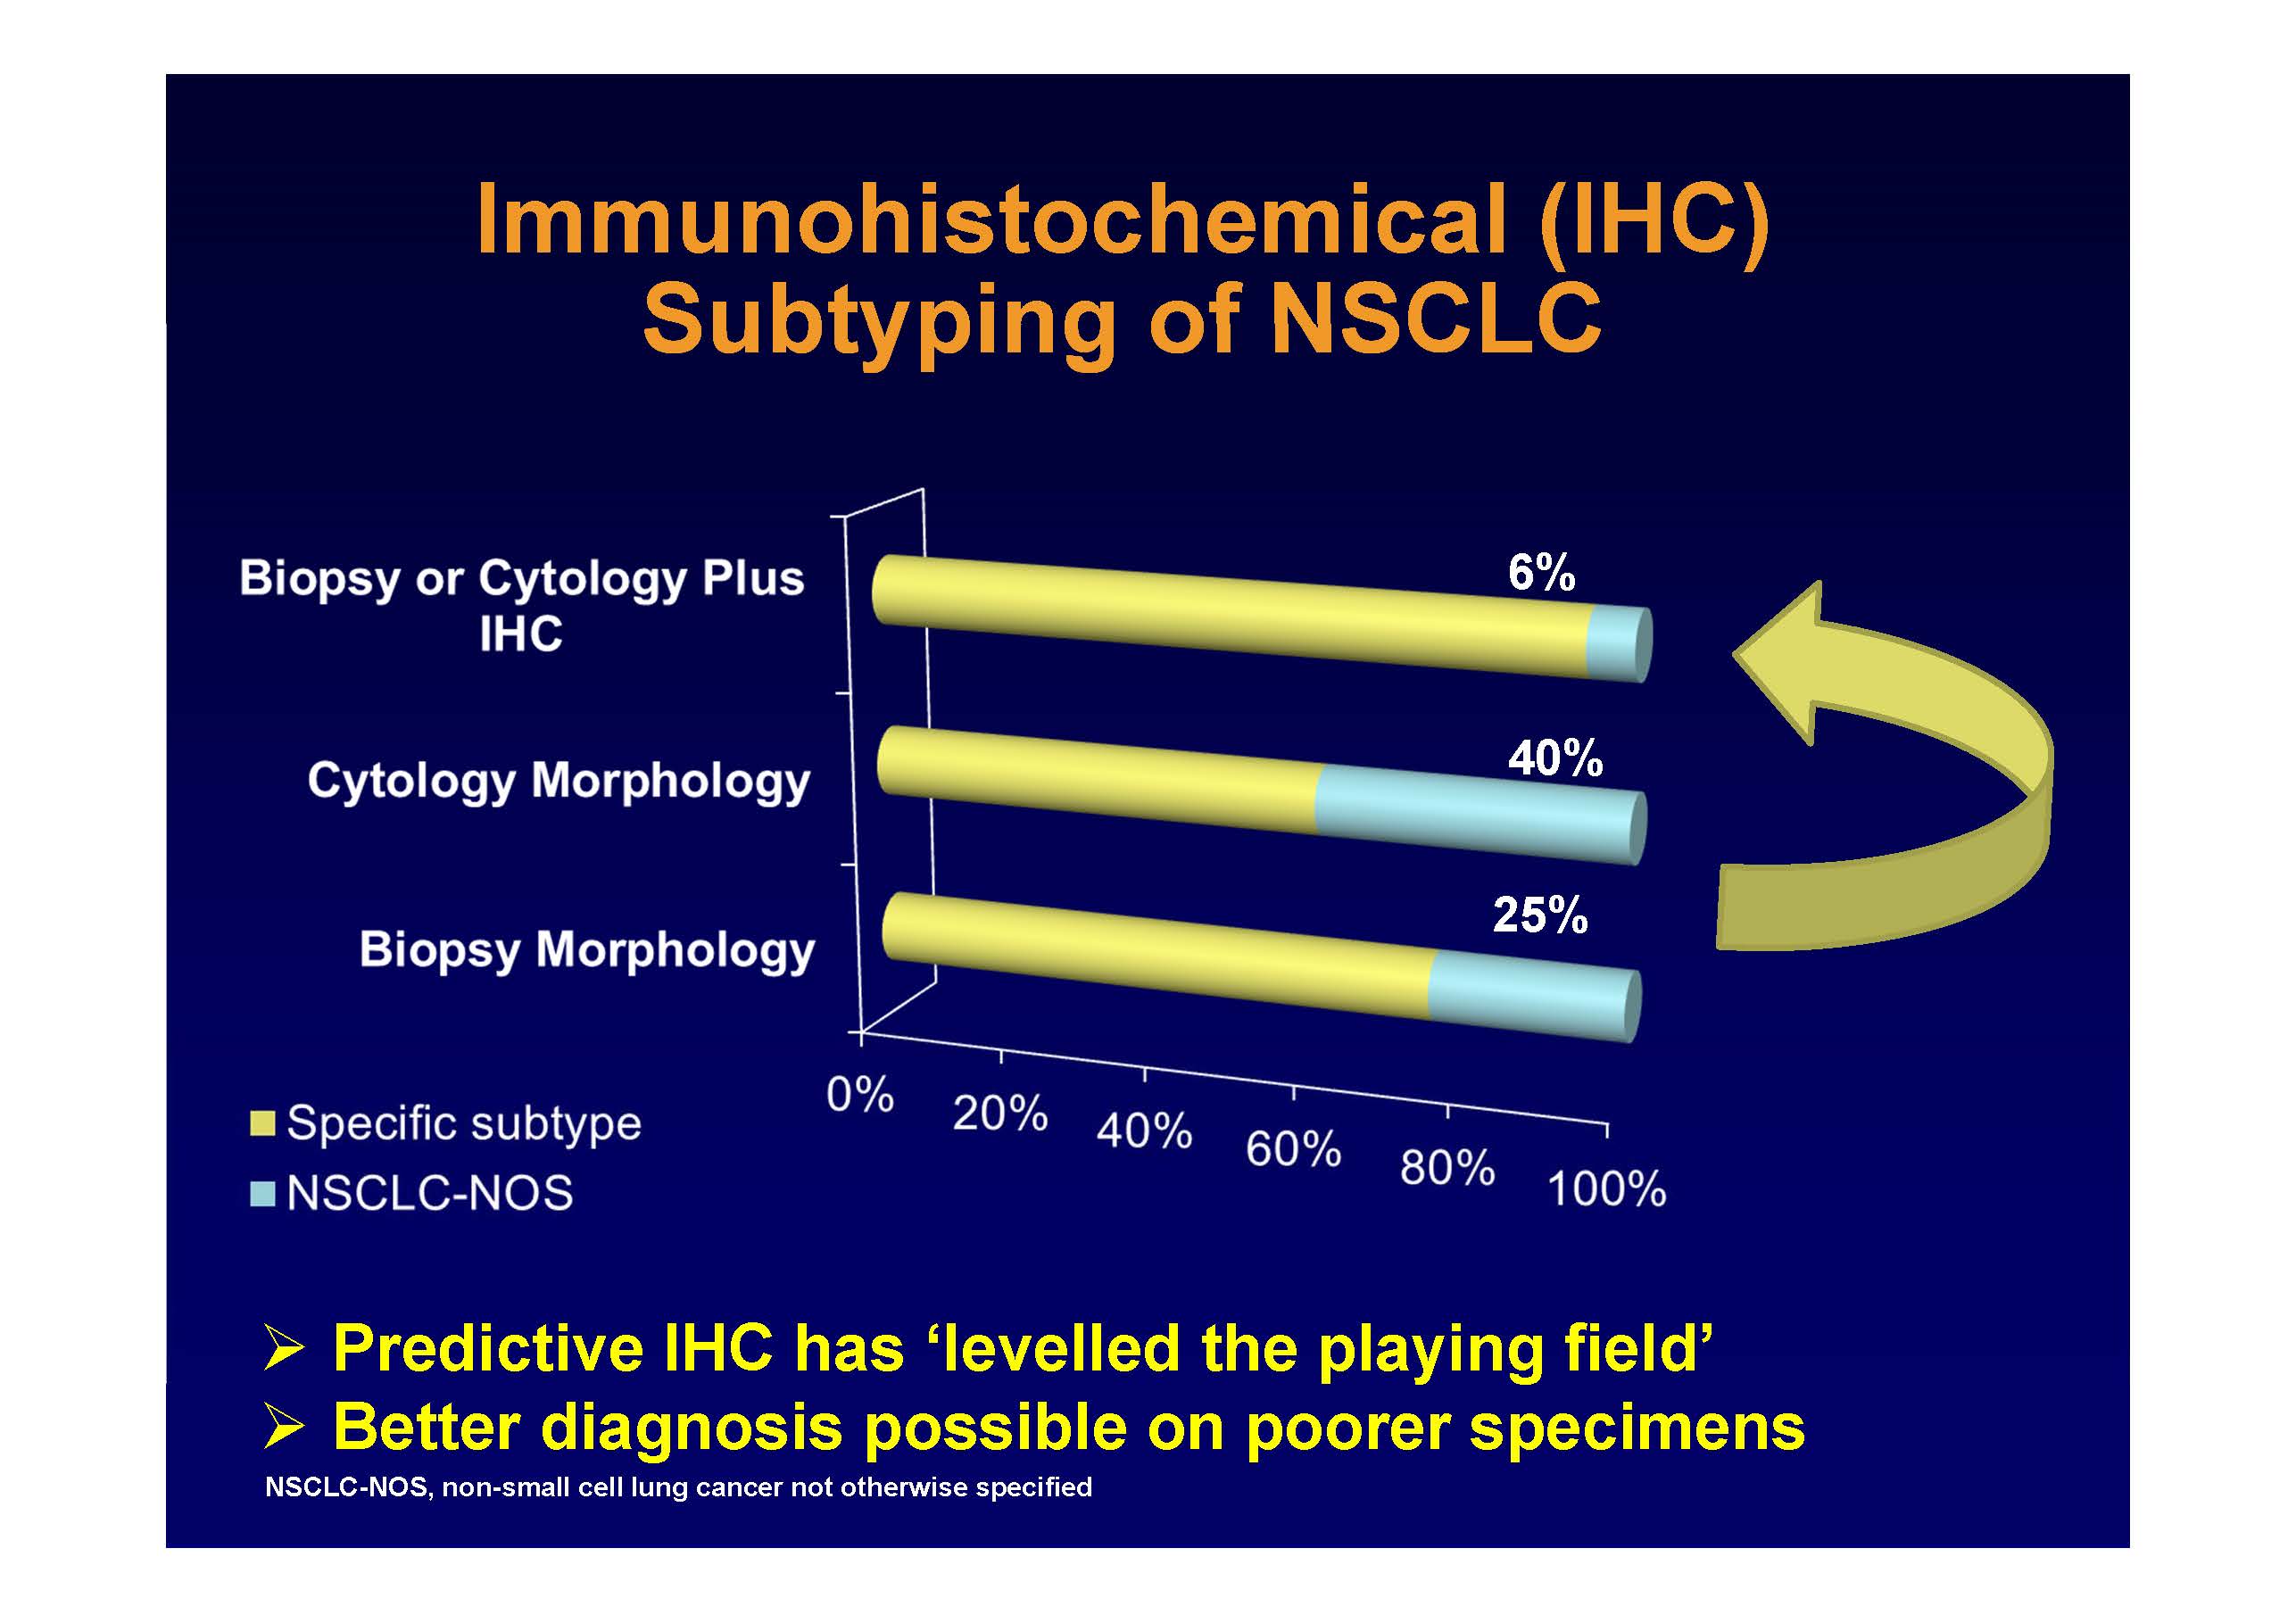 Immunohistochemical (IHC)
Subtyping of NSCLC
Biopsy or Cytology Plus
IHC
6%
Cytology Morphology
40%
Biopsy Morphology
25%
0%
20%
40%
60%
80%
100%
Specific subtype
NSCLC-NOS
➢ Predictive IHC has ‘levelled the playing field’
➢ Better diagnosis possible on poorer specimens
NSCLC-NOS, non-small cell lung cancer not otherwise specified